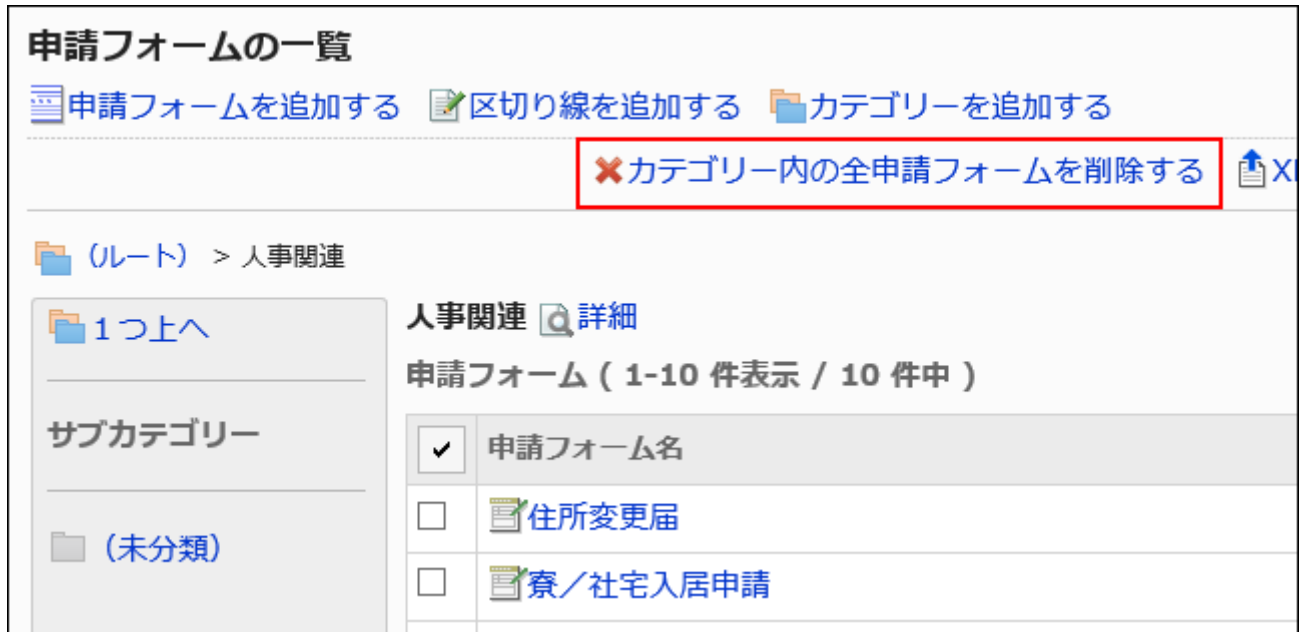 申請フォームの一覧
申請フォームを追加する 区切り線を追加する カテゴリーを追加する
カテゴリー内の全申請フォームを削除する
(ルート) > 人事関連
1つ上へ
サブカテゴリー
(未分類)
人事関連 詳細
申請フォーム ( 1-10 件表示 / 10 件中 )
申請フォーム名
住所変更届
寮／社宅入居申請